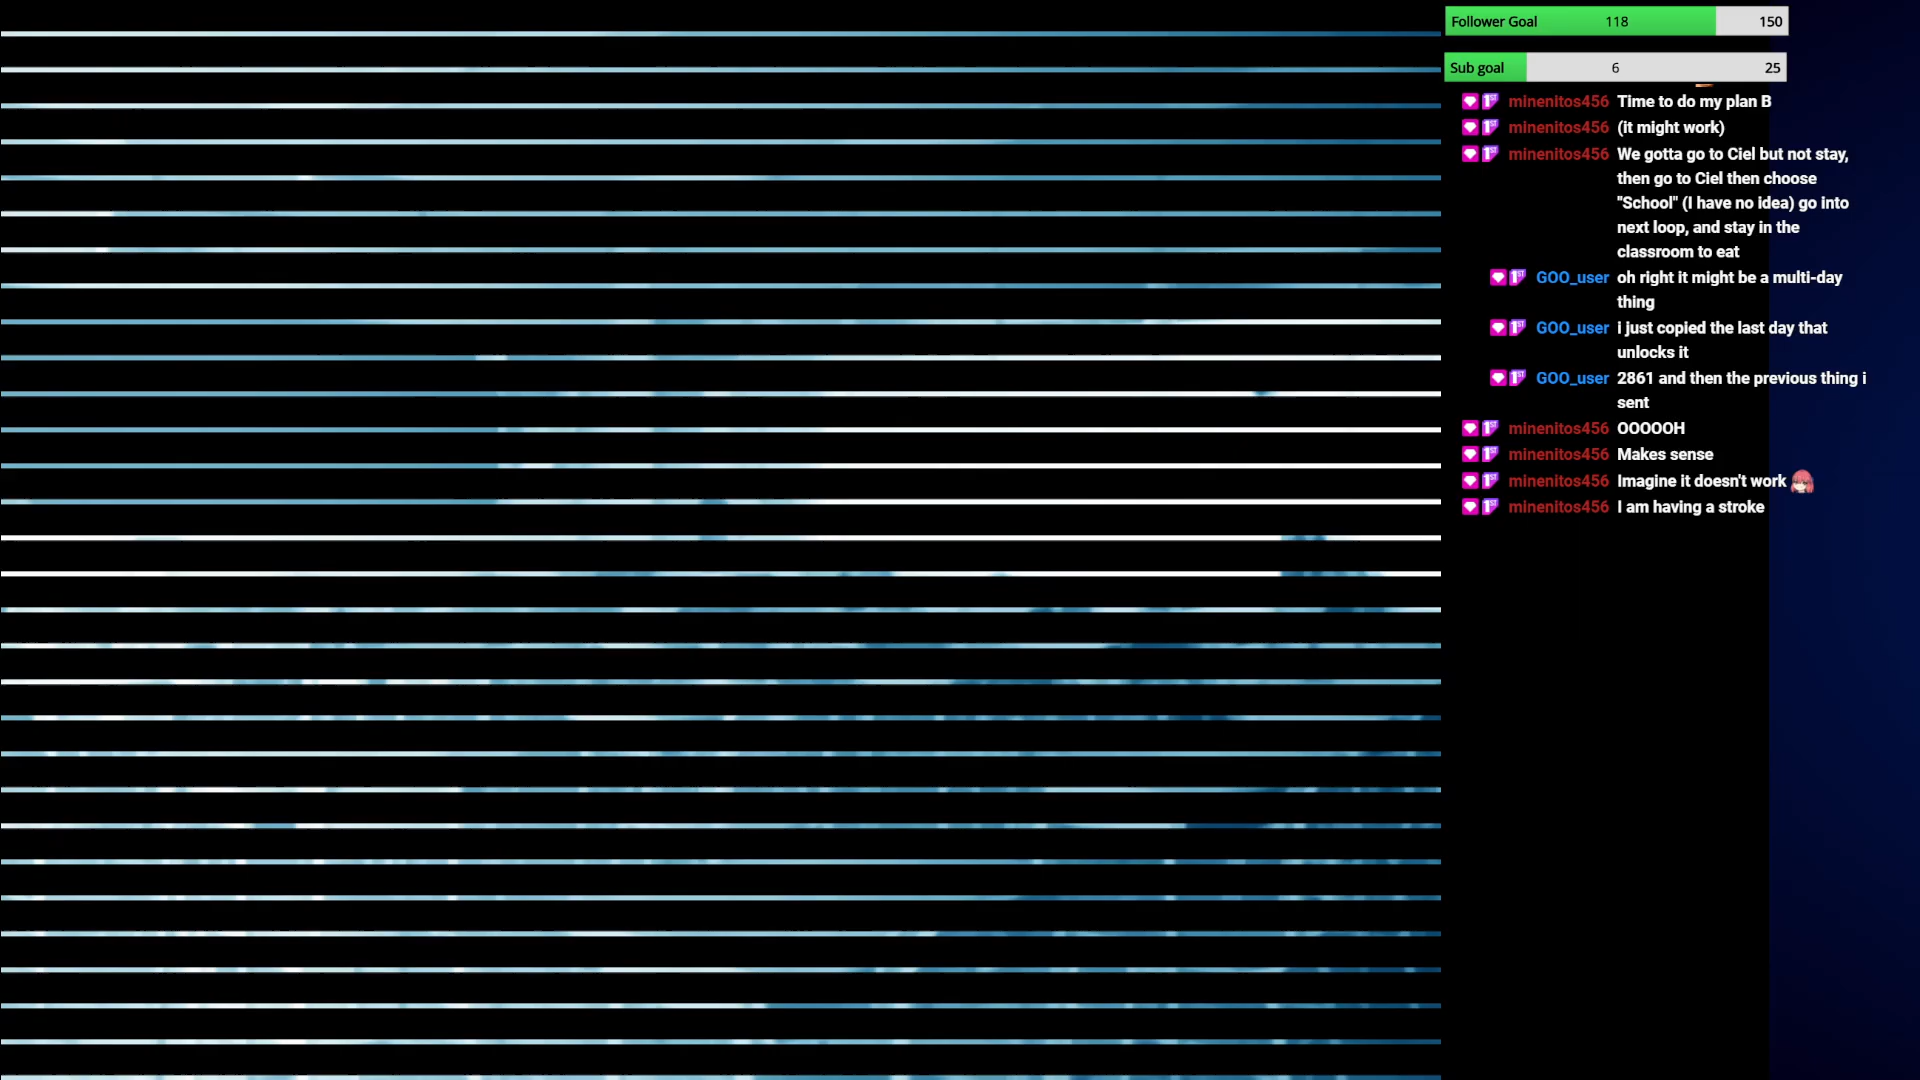 Follower Goal 118 150
Sub goal 6 25
minenitos456 Time to do my plan B
minenitos456 (it might work)
minenitos456 We gotta go to Ciel but not stay,
then go to Ciel then choose
"School" (I have no idea) go into
next loop, and stay in the
classroom to eat
GOO_user oh right it might be a multi-day
thing
GOO_user i just copied the last day that
unlocks it
GOO_user 2861 and then the previous thing i
sent
minenitos456 OOOOOH
minenitos456 Makes sense
minenitos456 Imagine it doesn't work
minenitos456 I am having a stroke